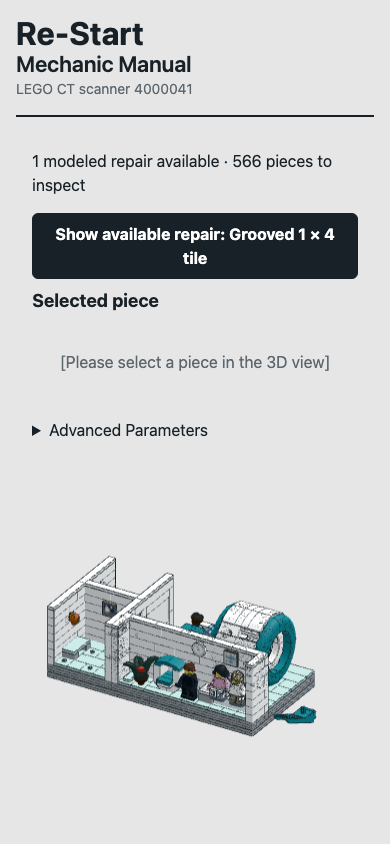 Re-Start
Mechanic Manual
LEGO CT scanner 4000041
1 modeled repair available · 566 pieces to
inspect
Show available repair: Grooved 1 × 4
tile
Selected piece
[Please select a piece in the 3D view]
Advanced Parameters